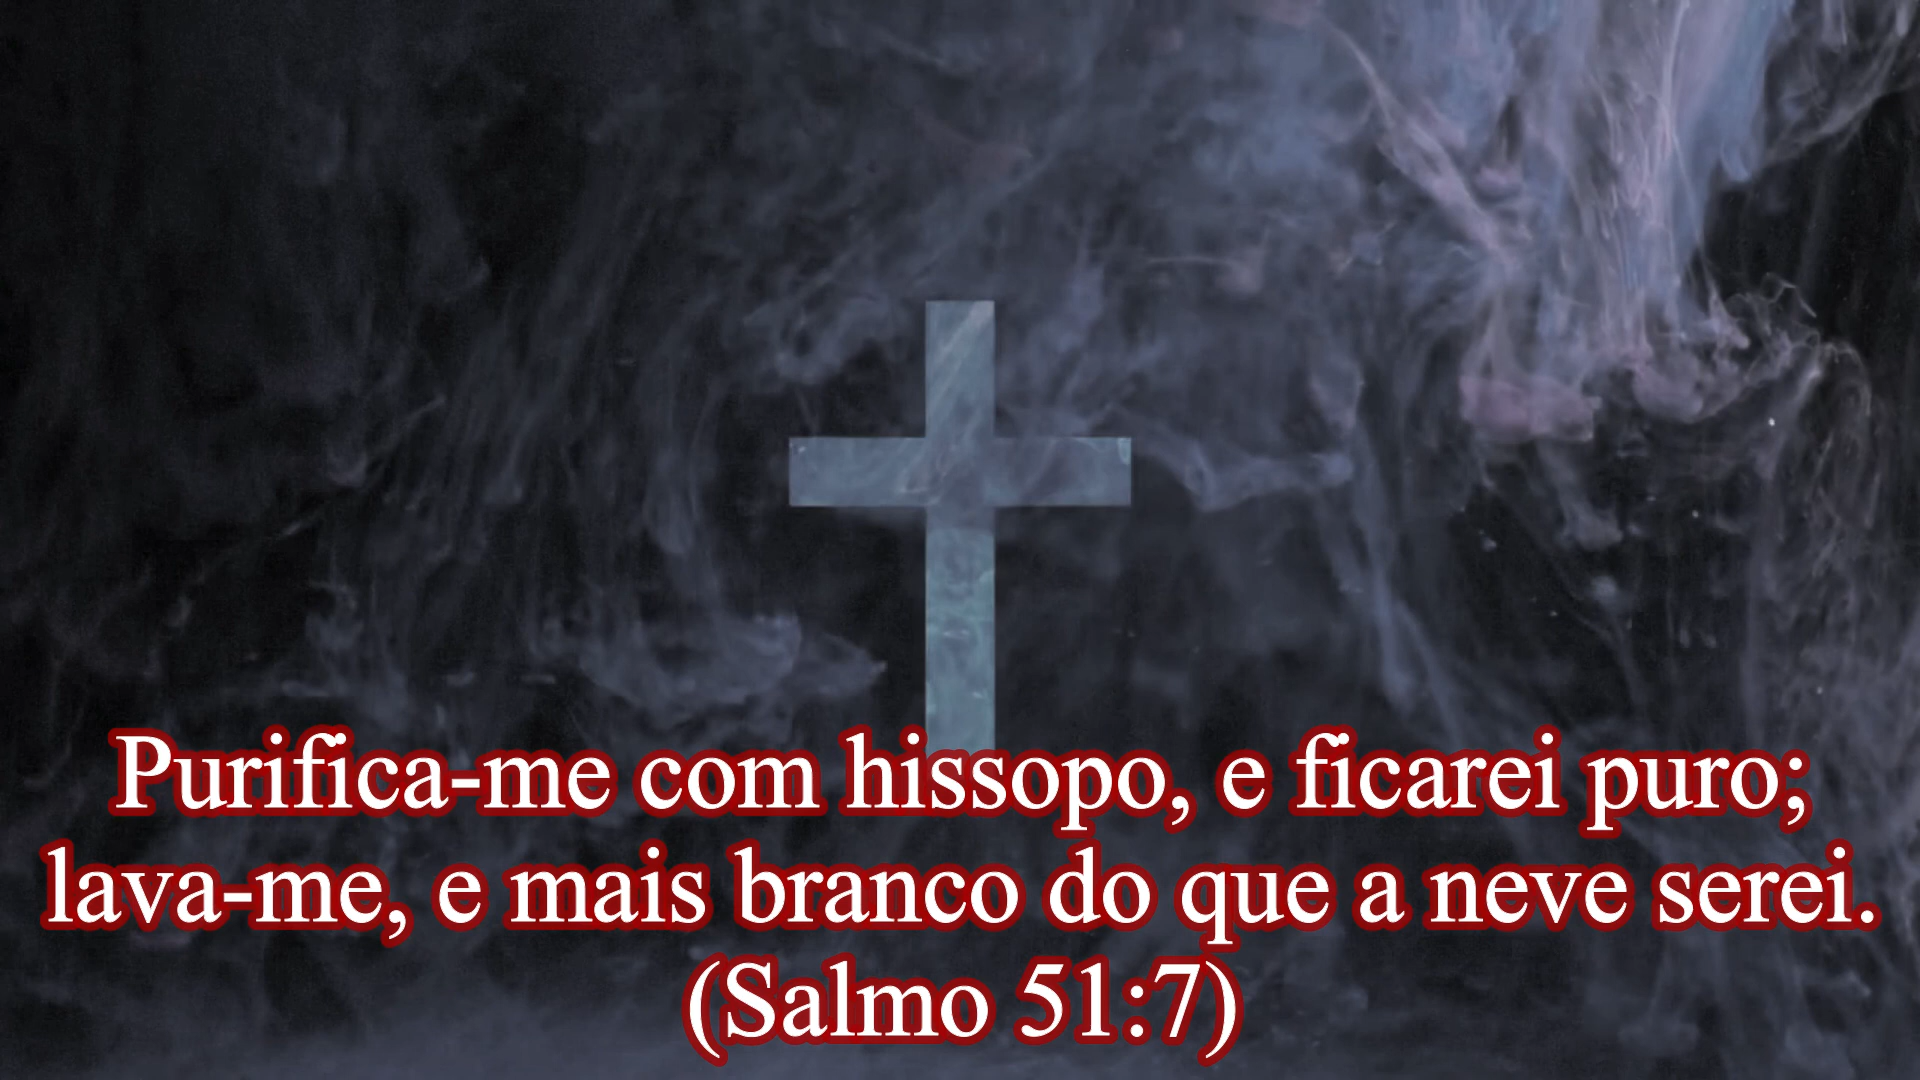 Purifica-me com hissopo, e ficarei puro;
lava-me, e mais branco do que a neve serei.
(Salmo 51:7)